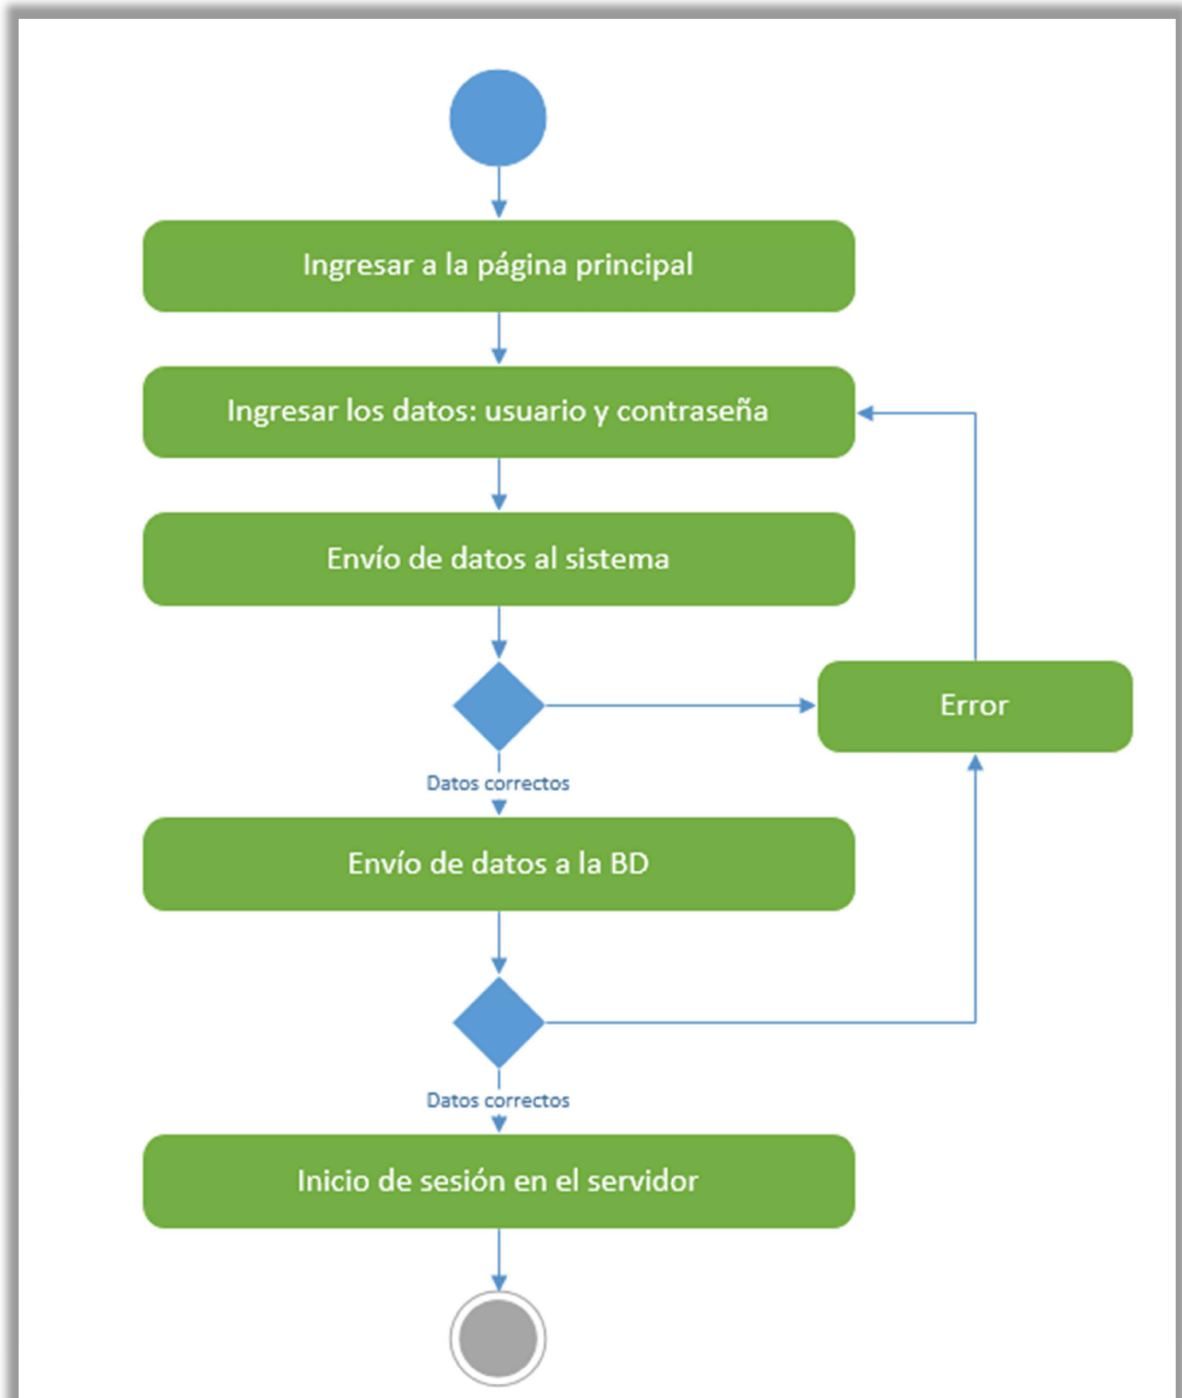 Ingresar a la página principal
Ingresar los datos: usuario y contraseña
Envío de datos al sistema
Error
Datos correctos
Envío de datos a la BD
Datos correctos
Inicio de sesión en el servidor